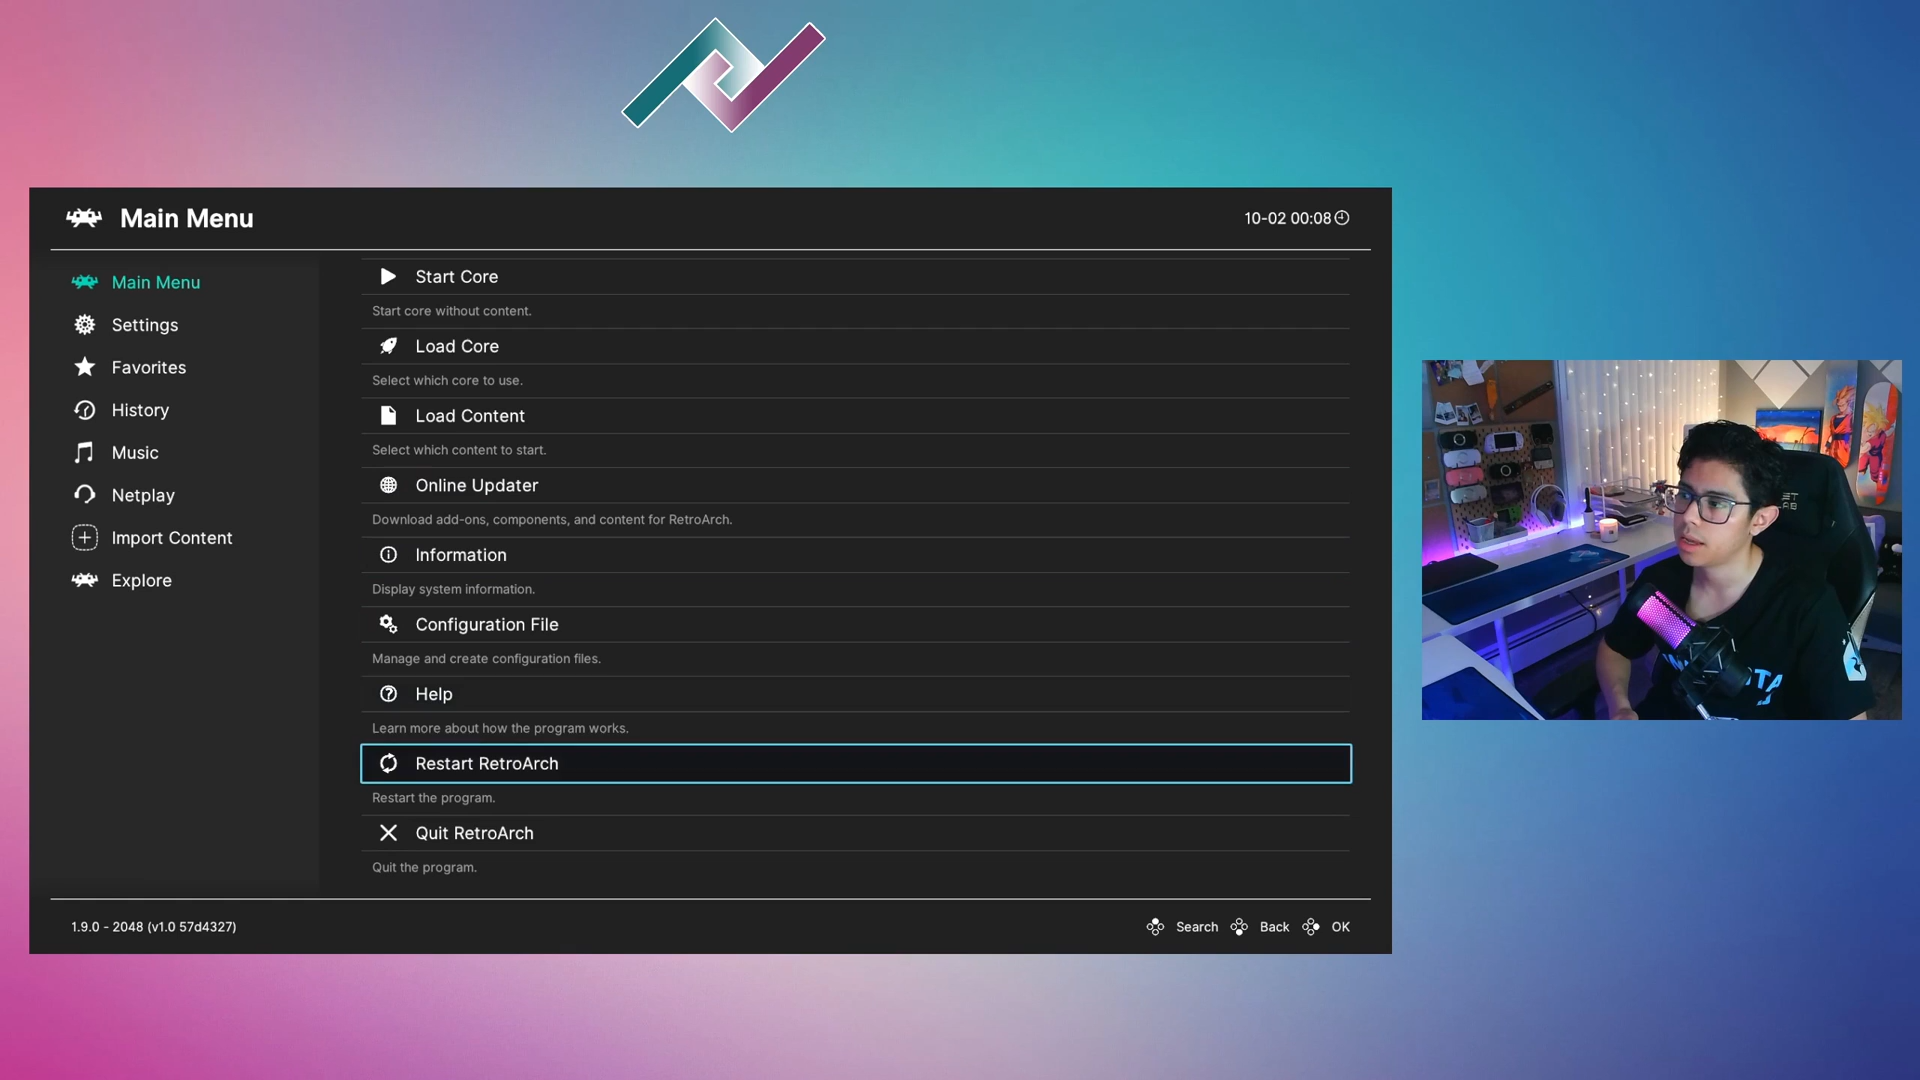 Main Menu
10-02 00:08
Main Menu
Settings
Favorites
History
Music
Netplay
Import Content
Explore
Start Core
Start core without content.
Load Core
Select which core to use.
Load Content
Select which content to start.
Online Updater
Download add-ons, components, and content for RetroArch.
Information
Display system information.
Configuration File
Manage and create configuration files.
Help
Learn more about how the program works.
Restart RetroArch
Restart the program.
Quit RetroArch
Quit the program.
1.9.0 - 2048 (v1.0 57d4327)
Search Back OK